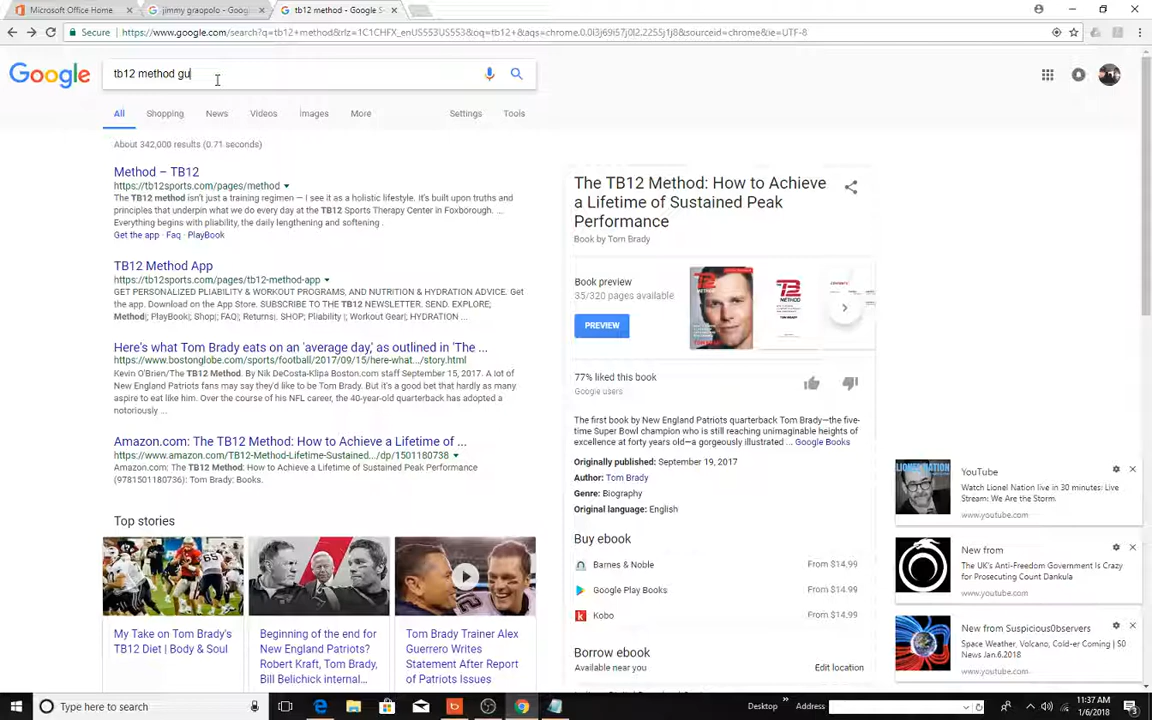 Microsoft Office Home
jimmy graopolo - Google
tb12 method - Google S
Secure
https://www.google.com/search?q=tb12+method&rlz=1C1CHFX_enUS553US553&oq=tb12+&aqs=chrome.0.0l3j69i57j0l2.2255j1j8&sourceid=chrome&ie=UTF-8
Google
tb12 method gu
All
Shopping
News
Videos
Images
More
Settings
Tools
About 342,000 results (0.71 seconds)
Method – TB12
https://tb12sports.com/pages/method
The TB12 method isn't just a training regimen — I see it as a holistic lifestyle. It's built upon truths and
principles that underpin what we do every day at the TB12 Sports Therapy Center in Foxborough. ...
Everything begins with pliability, the daily lengthening and softening .
Get the app · Faq · PlayBook
TB12 Method App
https://tb12sports.com/pages/tb12-method-app
GET PERSONALIZED PLIABILITY & WORKOUT PROGRAMS, AND NUTRITION & HYDRATION ADVICE. Get
the app. Download on the App Store. SUBSCRIBE TO THE TB12 NEWSLETTER. SEND. EXPLORE;
Method|; PlayBook|; Shop|; FAQ|; Returns|. SHOP; Pliability |; Workout Gear|; HYDRATION ...
Here's what Tom Brady eats on an 'average day,' as outlined in 'The ...
https://www.bostonglobe.com/sports/football/2017/09/15/here-what.../story.html
Kevin O'Brien/The TB12 Method. By Nik DeCosta-Klipa Boston.com staff September 15, 2017. A lot of
New England Patriots fans may say they'd like to be Tom Brady. But it's a good bet that hardly as many
aspire to eat like him. Over the course of his NFL career, the 40-year-old quarterback has adopted a
notoriously ...
Amazon.com: The TB12 Method: How to Achieve a Lifetime of ...
https://www.amazon.com/TB12-Method-Lifetime-Sustained.../dp/1501180738
Amazon.com: The TB12 Method: How to Achieve a Lifetime of Sustained Peak Performance
(9781501180736): Tom Brady: Books.
Top stories
My Take on Tom Brady's
TB12 Diet | Body & Soul
Beginning of the end for
New England Patriots?
Robert Kraft, Tom Brady,
Bill Belichick internal...
Tom Brady Trainer Alex
Guerrero Writes
Statement After Report
of Patriots Issues
The TB12 Method: How to Achieve
a Lifetime of Sustained Peak
Performance
Book by Tom Brady
Book preview
35/320 pages available
PREVIEW
77% liked this book
Google users
The first book by New England Patriots quarterback Tom Brady—the five-
time Super Bowl champion who is still reaching unimaginable heights of
excellence at forty years old—a gorgeously illustrated ... Google Books
Originally published: September 19, 2017
Author: Tom Brady
Genre: Biography
Original language: English
Buy ebook
Barnes & Noble
From $14.99
Google Play Books
From $14.99
Kobo
From $14.99
Borrow ebook
Available near you
Edit location
LIONEL NATION
YouTube
Watch Lionel Nation live in 30 minutes: Live
Stream: We Are the Storm.
www.youtube.com
New from
The UK's Anti-Freedom Government Is Crazy
for Prosecuting Count Dankula
www.youtube.com
New from Suspicious0bservers
Space Weather, Volcano, Cold-er Coming | S0
News Jan.6.2018
www.youtube.com
Type here to search
Desktop
Address
11:37 AM
1/6/2018